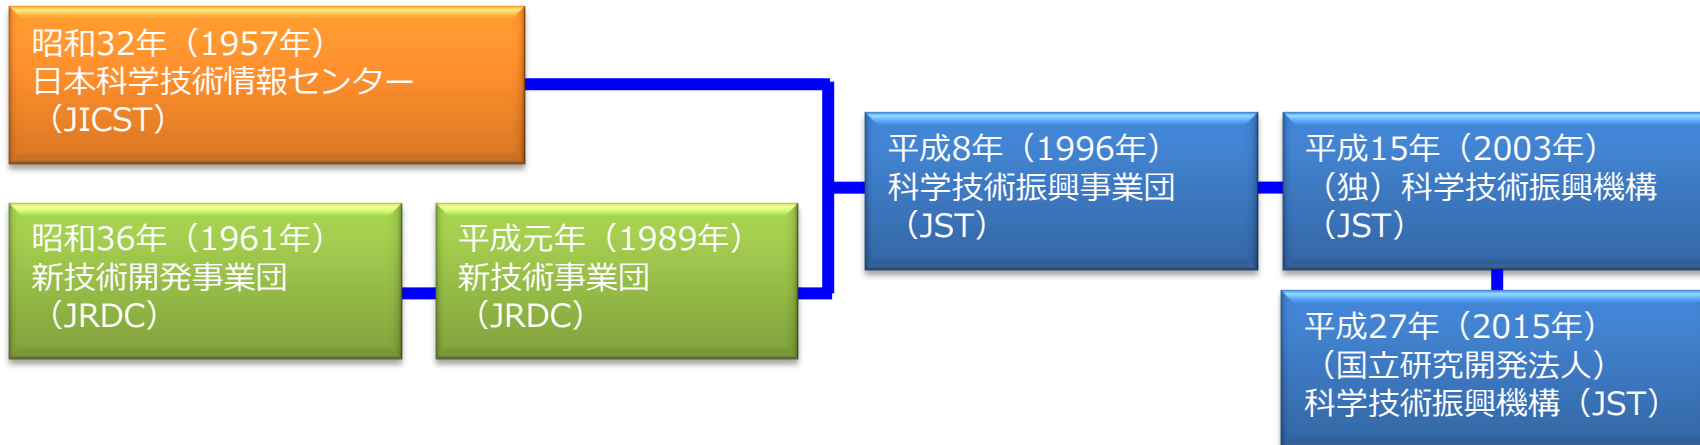 昭和32年（1957年）
日本科学技術情報センター
（JICST）
昭和36年（1961年）
新技術開発事業団
（JRDC）
平成元年（1989年）
新技術事業団
（JRDC）
平成8年（1996年）
科学技術振興事業団
（JST）
平成15年（2003年）
（独）科学技術振興機構
（JST）
平成27年（2015年）
（国立研究開発法人）
科学技術振興機構（JST）